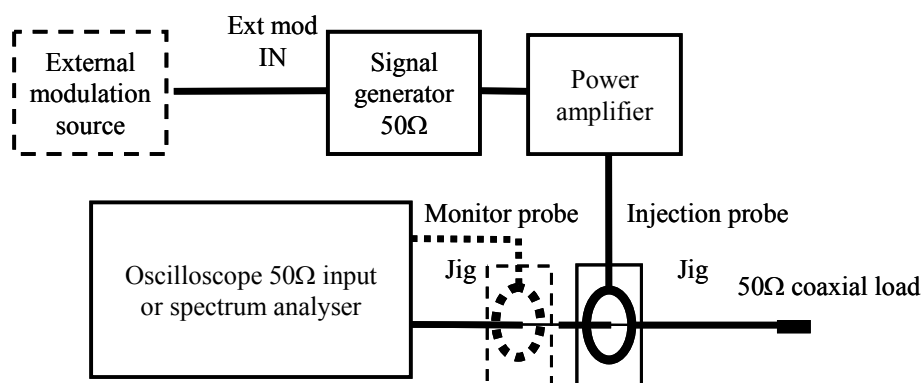 External
modulation
source
Ext mod
IN
Signal
generator
50Ω
Power
amplifier
Monitor probe
Injection probe
Oscilloscope 50Ω input
or spectrum analyser
Jig
Jig
50Ω coaxial load